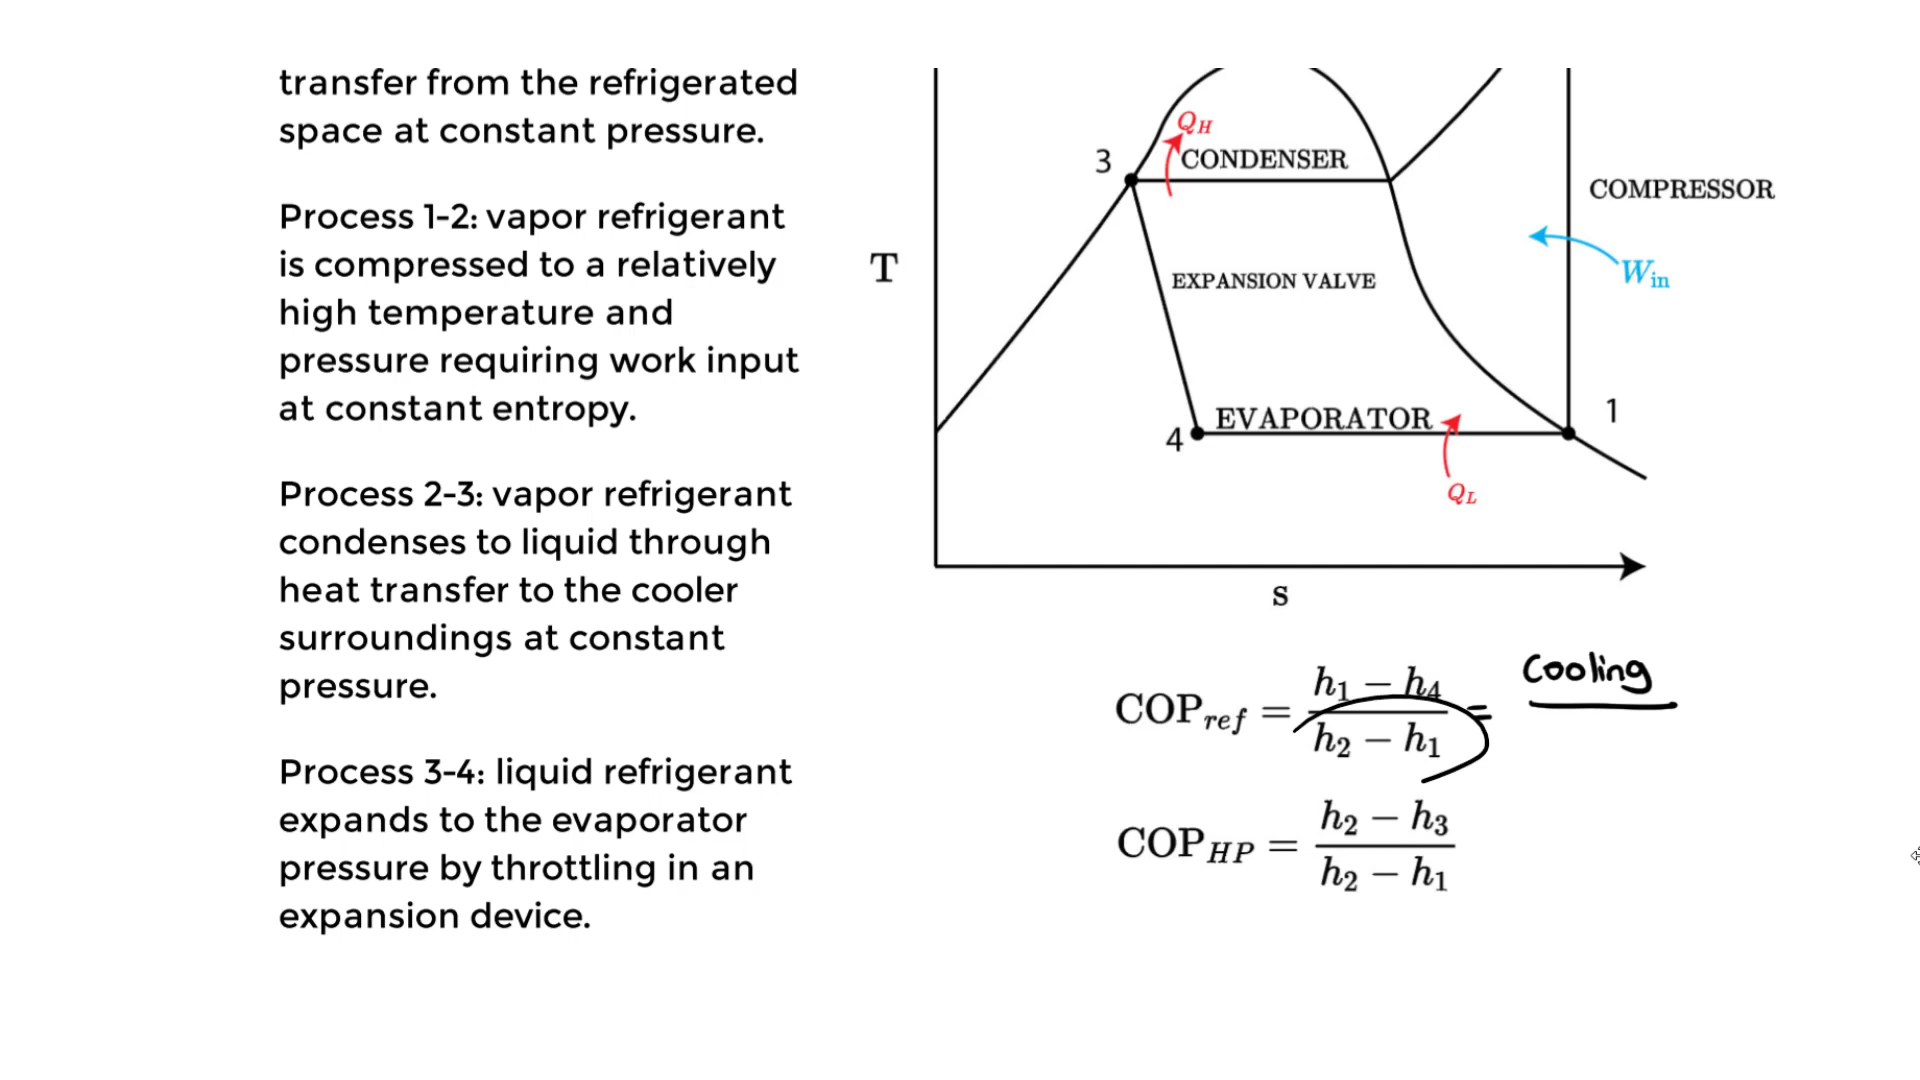 transfer from the refrigerated
space at constant pressure.
Process 1-2: vapor refrigerant
is compressed to a relatively
high temperature and
pressure requiring work input
at constant entropy.
Process 2-3: vapor refrigerant
condenses to liquid through
heat transfer to the cooler
surroundings at constant
pressure.
Process 3-4: liquid refrigerant
expands to the evaporator
pressure by throttling in an
expansion device.
Q_H
3
CONDENSER
COMPRESSOR
T
W_in
EXPANSION VALVE
1
EVAPORATOR
4
Q_L
s
COP_ref = (h_1 − h_4)/(h_2 − h_1) = Cooling
COP_HP = (h_2 − h_3)/(h_2 − h_1)